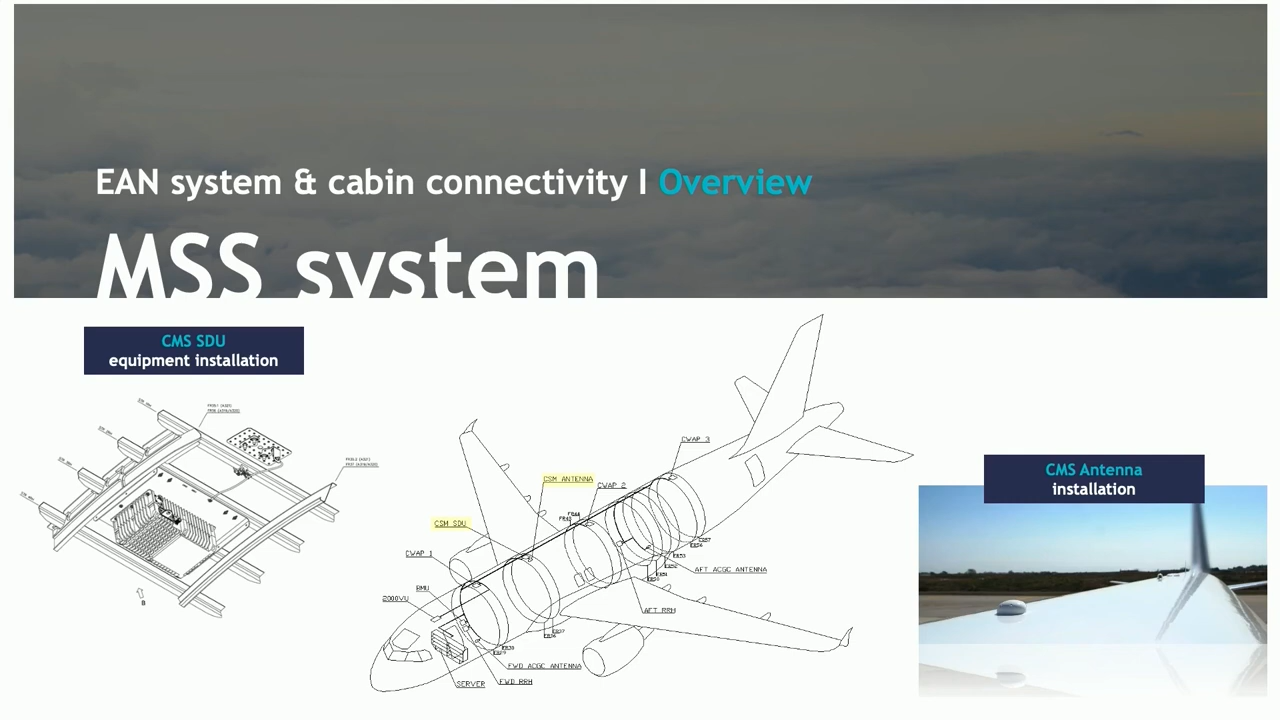 EAN system & cabin connectivity I Overview
MSS system
CMS SDU
equipment installation
CMS Antenna
installation
CWAP 3
CSM ANTENNA
CWAP 2
CSM SDU
CWAP 1
BMU
2000VU
AFT ACGC ANTENNA
AFT RRH
FWD ACGC ANTENNA
FWD RRH
SERVER
B